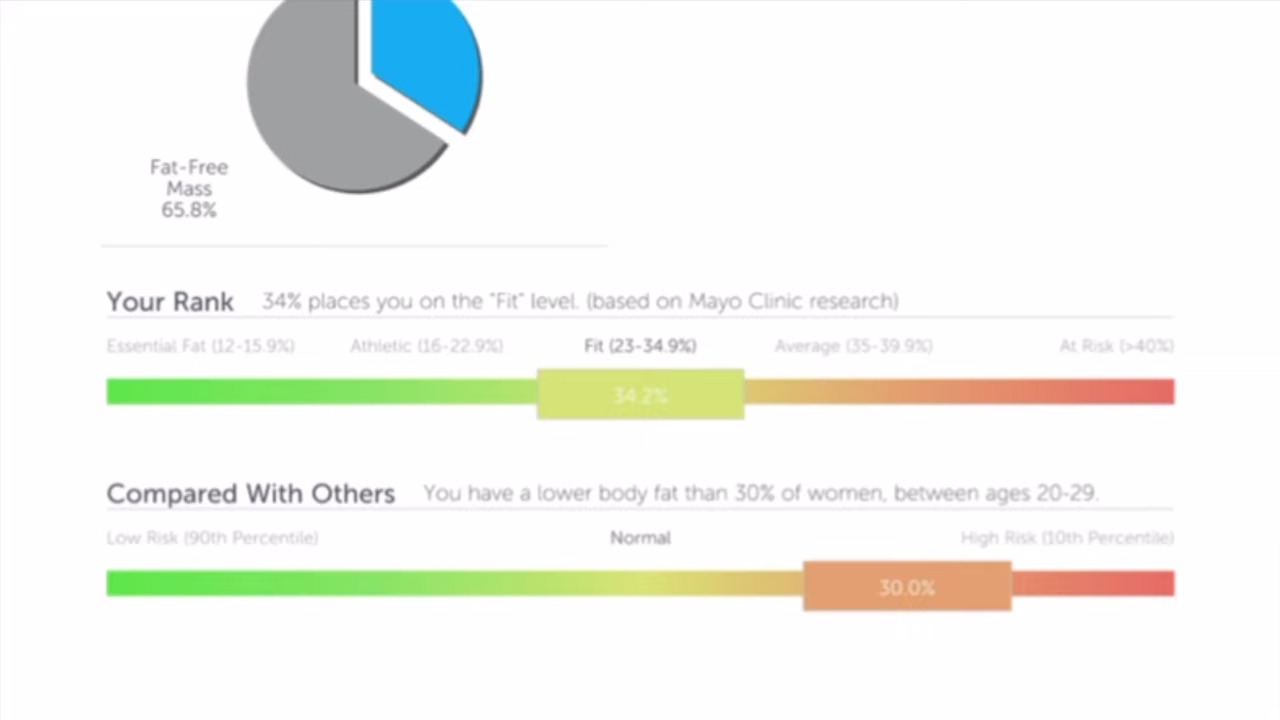 Fat-Free
Mass
65.8%
Your Rank 34% places you on the "Fit" level. (based on Mayo Clinic research)
Essential Fat (12-15.9%) Athletic (16-22.9%) Fit (23-34.9%) Average (35-39.9%) At Risk (>40%)
34.2%
Compared With Others You have a lower body fat than 30% of women, between ages 20-29.
Low Risk (90th Percentile) Normal High Risk (10th Percentile)
30.0%